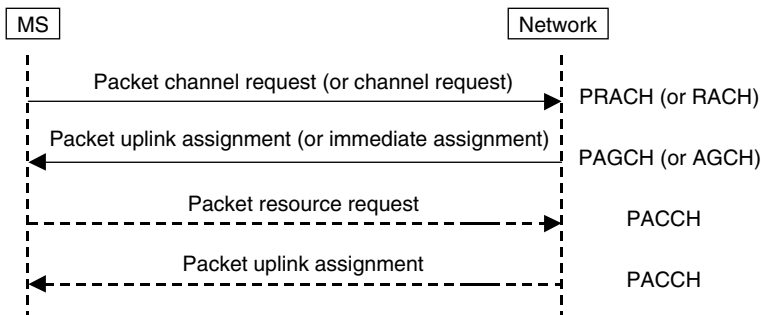 MS
Network
Packet channel request (or channel request)
PRACH (or RACH)
Packet uplink assignment (or immediate assignment)
PAGCH (or AGCH)
Packet resource request
PACCH
Packet uplink assignment
PACCH